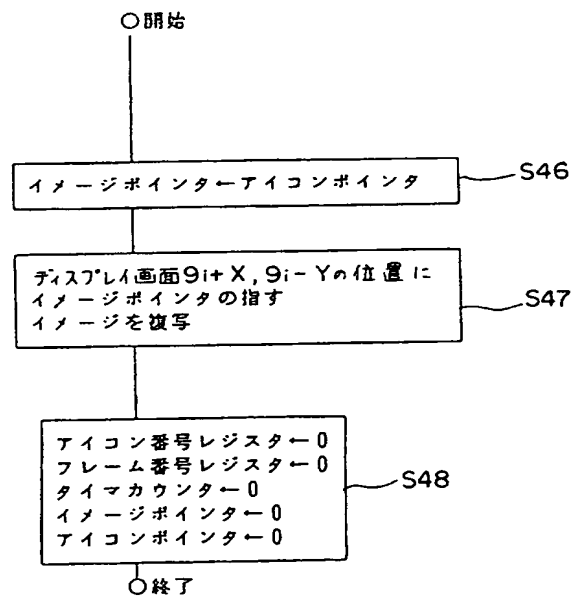 開始
イメージポインタ←アイコンポインタ
S46
ディスプレイ画面9i+X,9i-Yの位置に
イメージポインタの指す
イメージを複写
S47
アイコン番号レジスタ←0
フレーム番号レジスタ←0
タイマカウンタ←0
イメージポインタ←0
アイコンポインタ←0
S48
終了